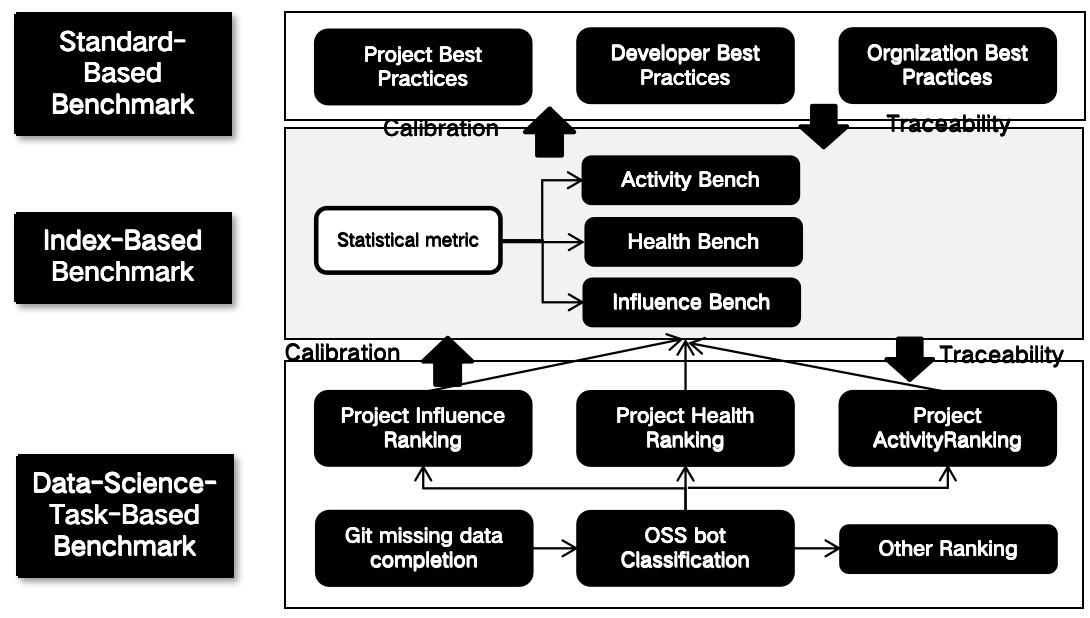 Standard-
Based
Benchmark
Project Best
Practices
Developer Best
Practices
Orgnization Best
Practices
Calibration
Traceability
Index-Based
Benchmark
Statistical metric
Activity Bench
Health Bench
Influence Bench
Calibration
Traceability
Data-Science-
Task-Based
Benchmark
Project Influence
Ranking
Project Health
Ranking
Project
ActivityRanking
Git missing data
completion
OSS bot
Classification
Other Ranking